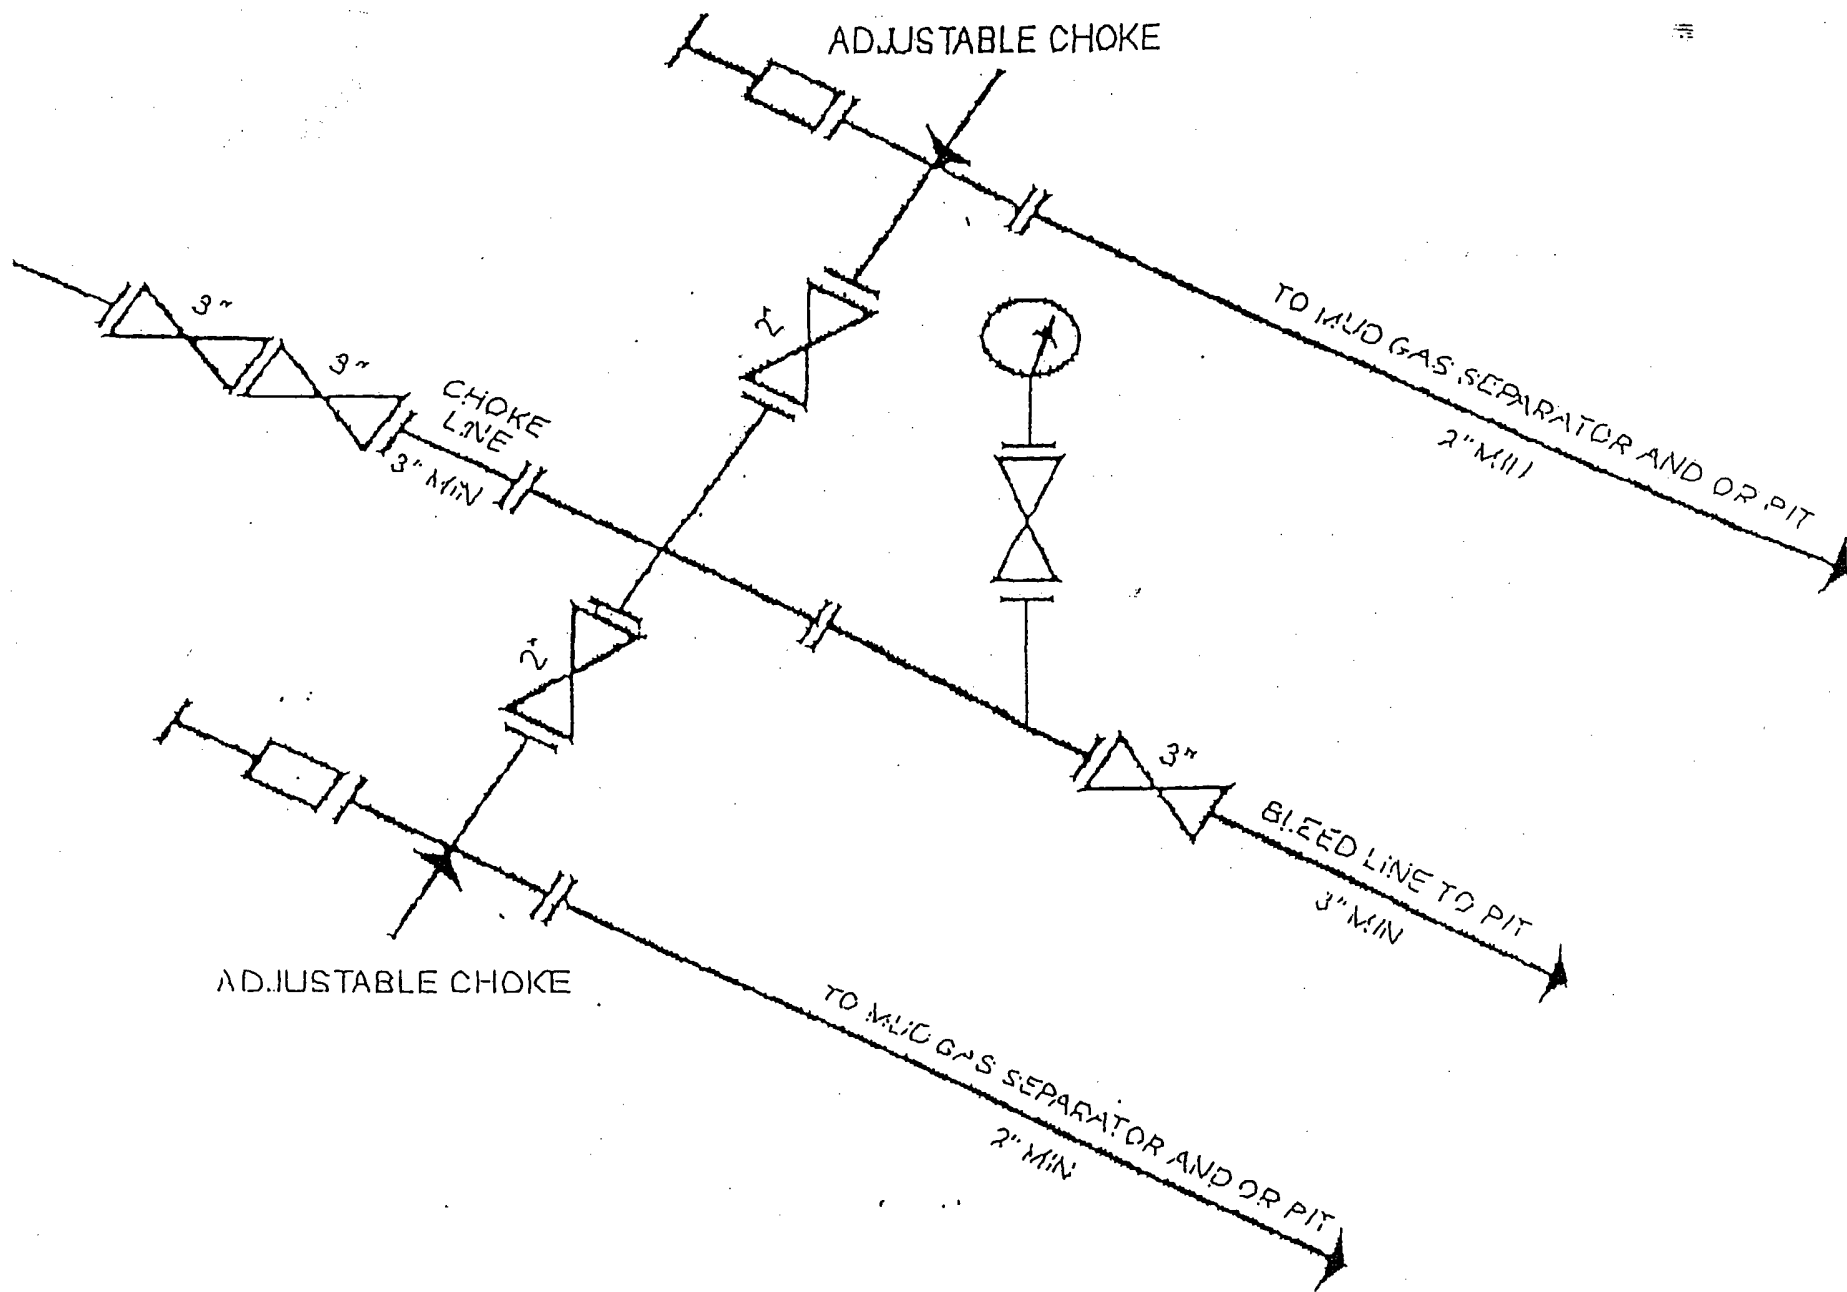 ADJUSTABLE CHOKE
3"
3"
CHOKE
LINE
3" MIN
2"
TO MUD GAS SEPARATOR AND OR PIT
2" MIN
2"
3"
BLEED LINE TO PIT
3" MIN
ADJUSTABLE CHOKE
TO MUD GAS SEPARATOR AND OR PIT
2" MIN